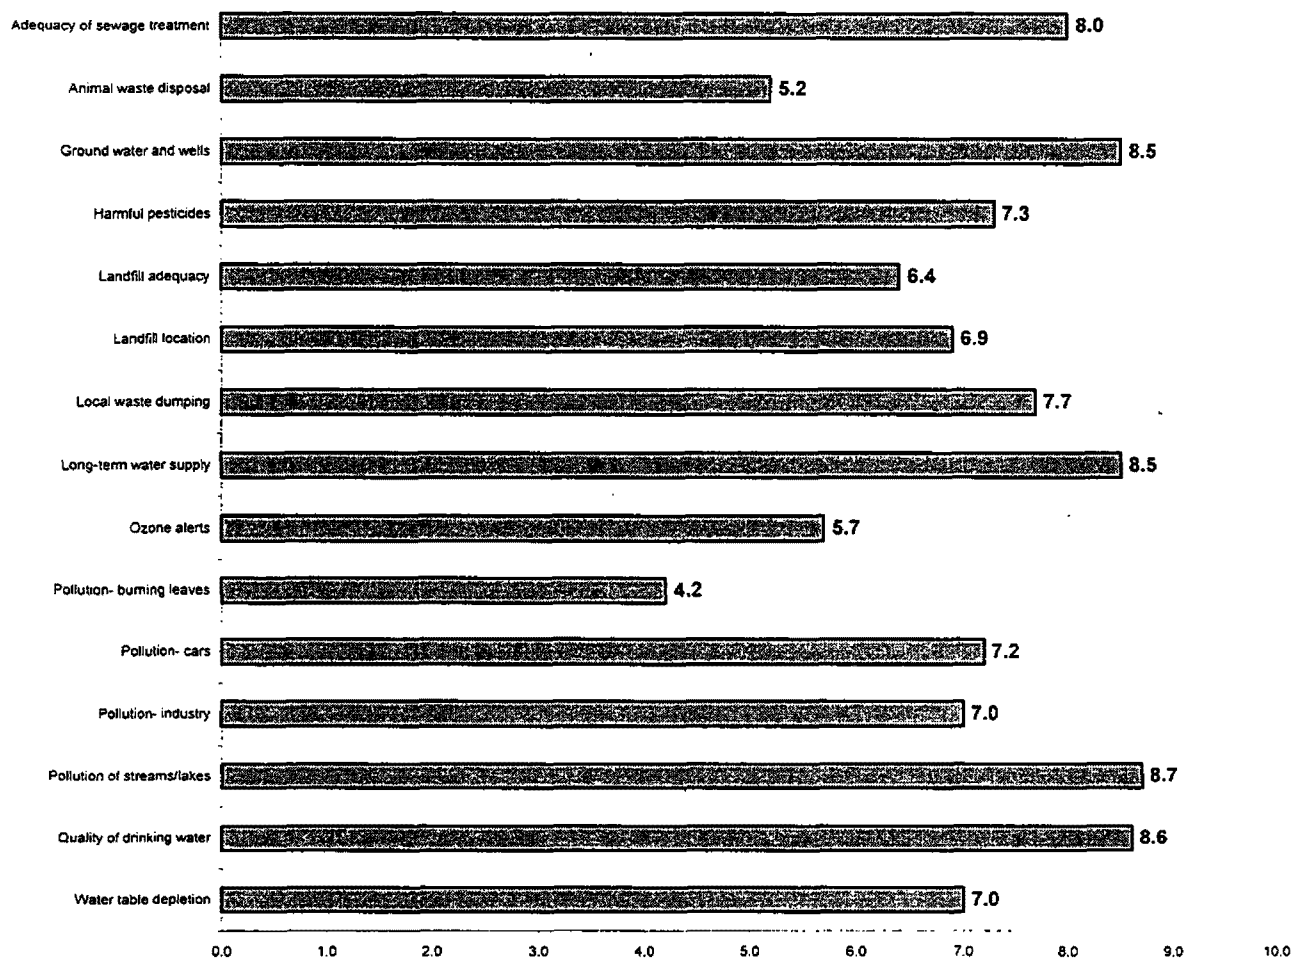 Adequacy of sewage treatment 8.0
Animal waste disposal 5.2
Ground water and wells 8.5
Harmful pesticides 7.3
Landfill adequacy 6.4
Landfill location 6.9
Local waste dumping 7.7
Long-term water supply 8.5
Ozone alerts 5.7
Pollution- burning leaves 4.2
Pollution- cars 7.2
Pollution- industry 7.0
Pollution of streams/lakes 8.7
Quality of drinking water 8.6
Water table depletion 7.0
0.0 1.0 2.0 3.0 4.0 5.0 6.0 7.0 8.0 9.0 10.0